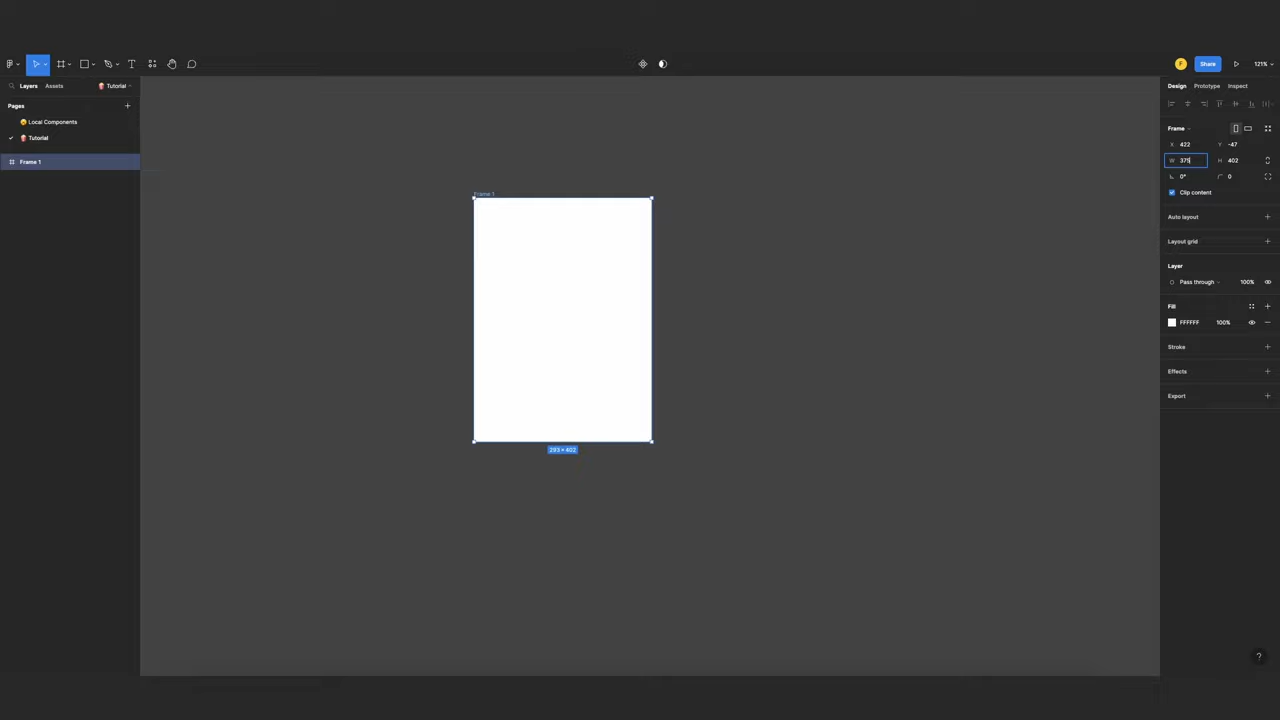 F Share 121%
Layers Assets Tutorial
Pages
Local Components
Tutorial
Frame 1
Frame 1
293 × 402
Design Prototype Inspect
Frame
X 422 Y -47
W 375 H 402
0° 0
Clip content
Auto layout
Layout grid
Layer
Pass through 100%
Fill
FFFFFF 100%
Stroke
Effects
Export
?